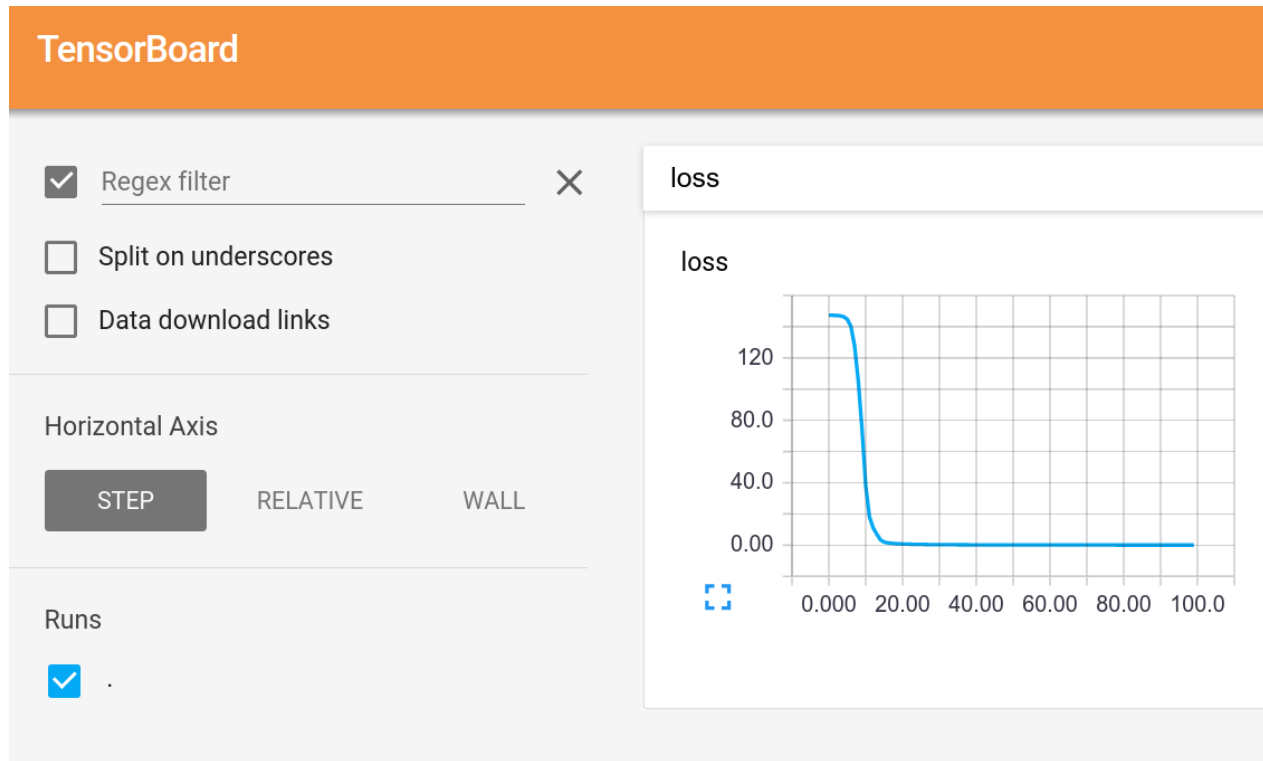 TensorBoard
Regex filter
Split on underscores
Data download links
Horizontal Axis
STEP RELATIVE WALL
Runs
.
loss
loss
120
80.0
40.0
0.00
0.000 20.00 40.00 60.00 80.00 100.0